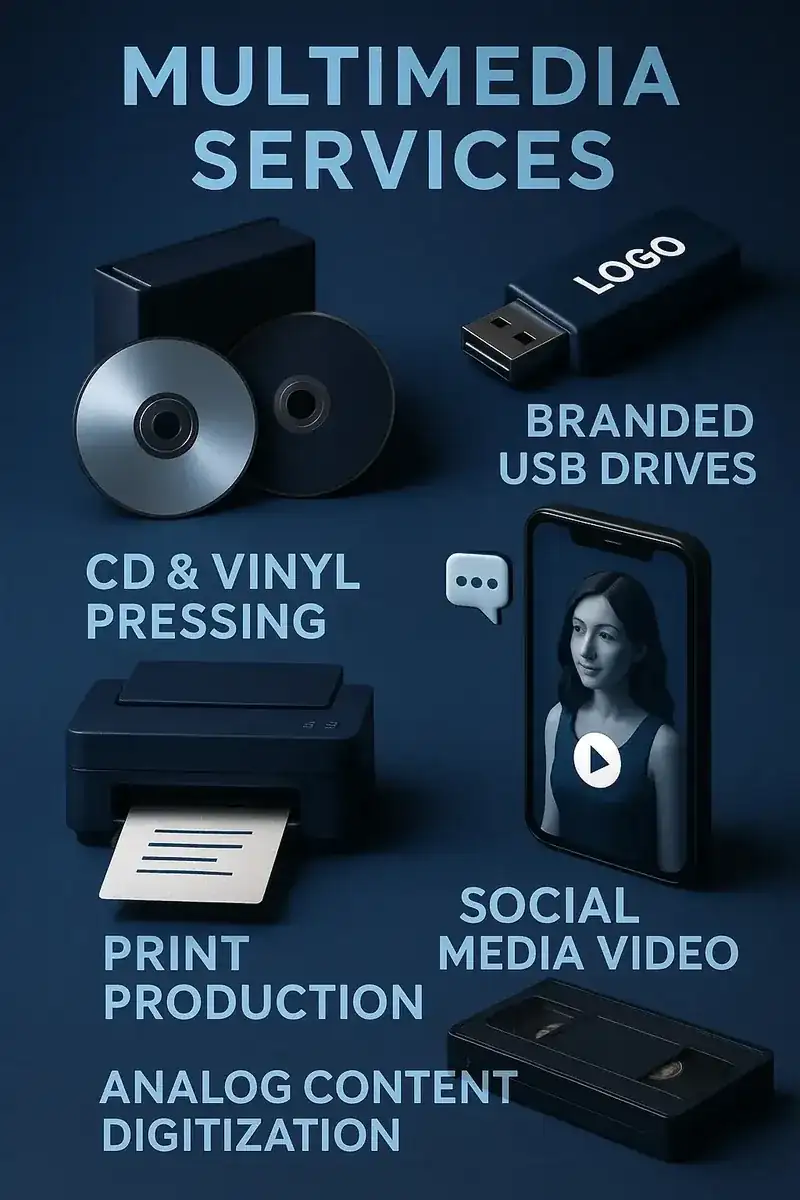 MULTIMEDIA
SERVICES
LOGO
BRANDED
USB DRIVES
CD & VINYL
PRESSING
SOCIAL
MEDIA VIDEO
PRINT
PRODUCTION
ANALOG CONTENT
DIGITIZATION